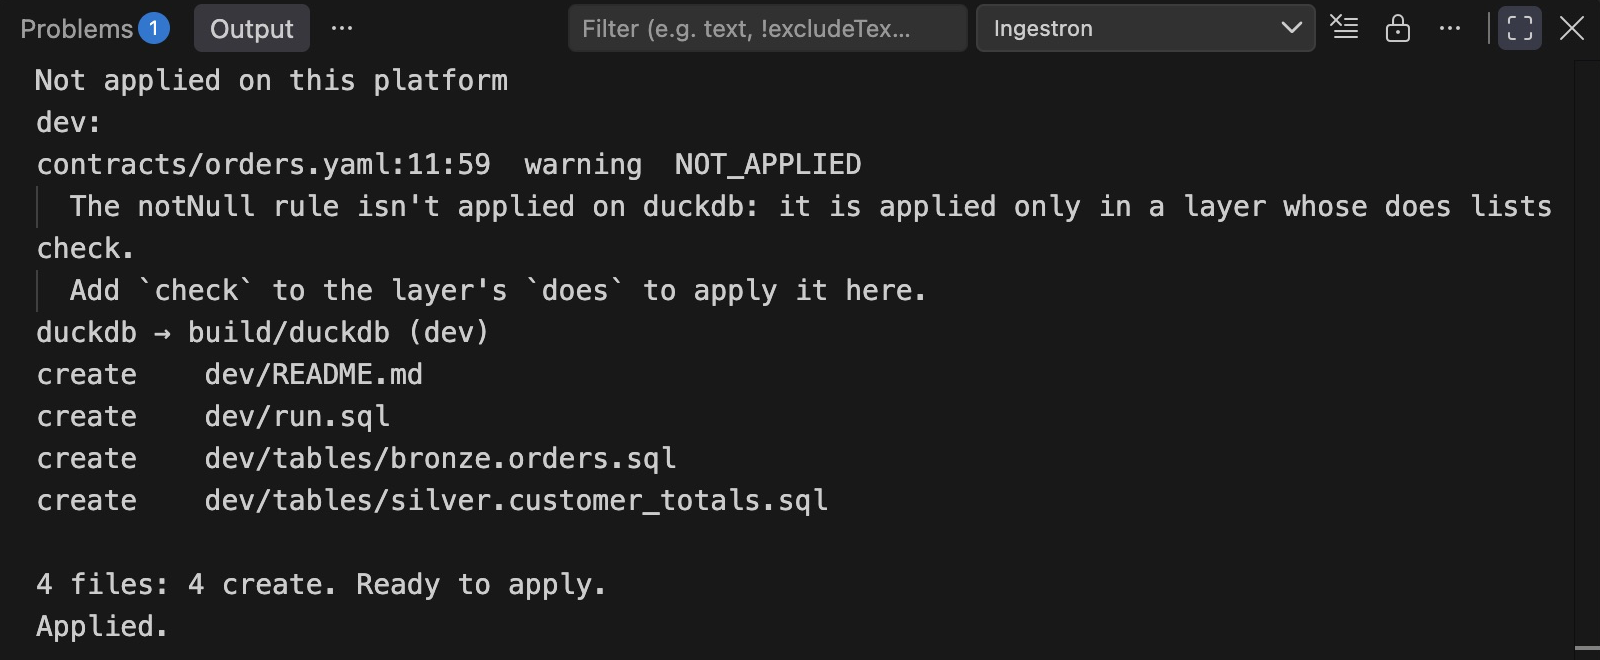 Problems 1 Output ... Filter (e.g. text, !excludeTex... Ingestron
Not applied on this platform
dev:
contracts/orders.yaml:11:59  warning  NOT_APPLIED
The notNull rule isn't applied on duckdb: it is applied only in a layer whose does lists
check.
Add `check` to the layer's `does` to apply it here.
duckdb → build/duckdb (dev)
create    dev/README.md
create    dev/run.sql
create    dev/tables/bronze.orders.sql
create    dev/tables/silver.customer_totals.sql
4 files: 4 create. Ready to apply.
Applied.